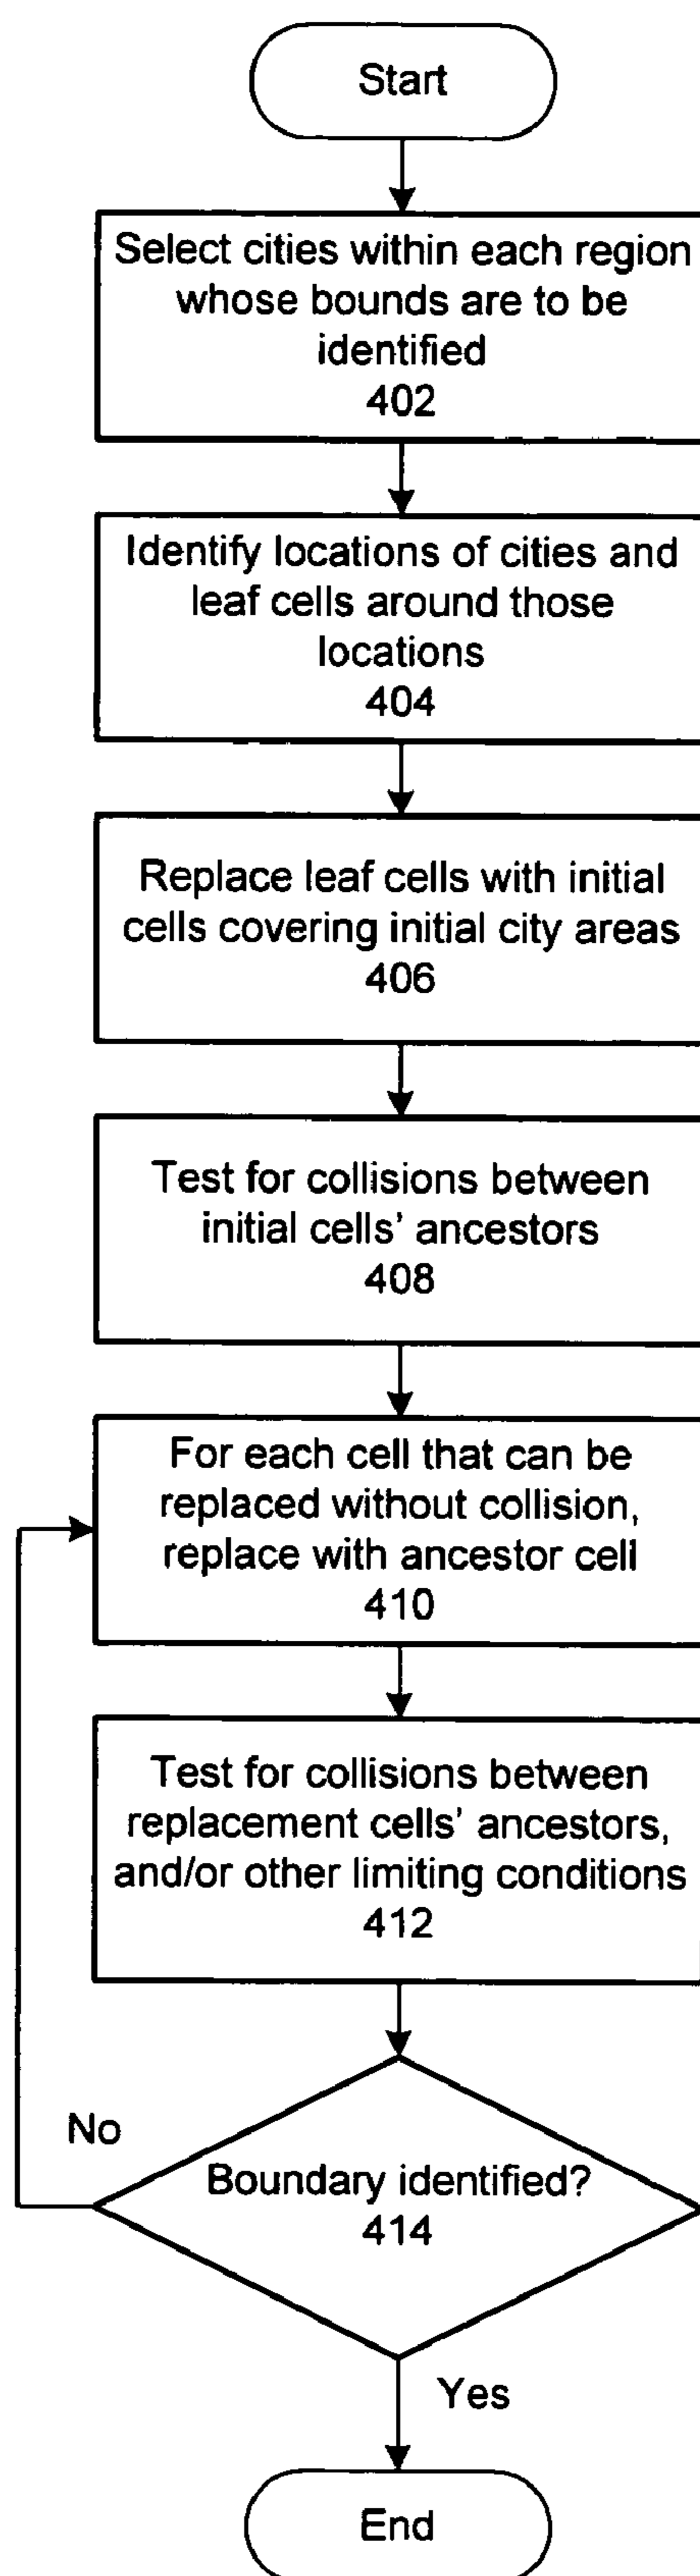 Start
Select cities within each region
whose bounds are to be
identified
402
Identify locations of cities and
leaf cells around those
locations
404
Replace leaf cells with initial
cells covering initial city areas
406
Test for collisions between
initial cells' ancestors
408
For each cell that can be
replaced without collision,
replace with ancestor cell
410
Test for collisions between
replacement cells' ancestors,
and/or other limiting conditions
412
No
Boundary identified?
414
Yes
End